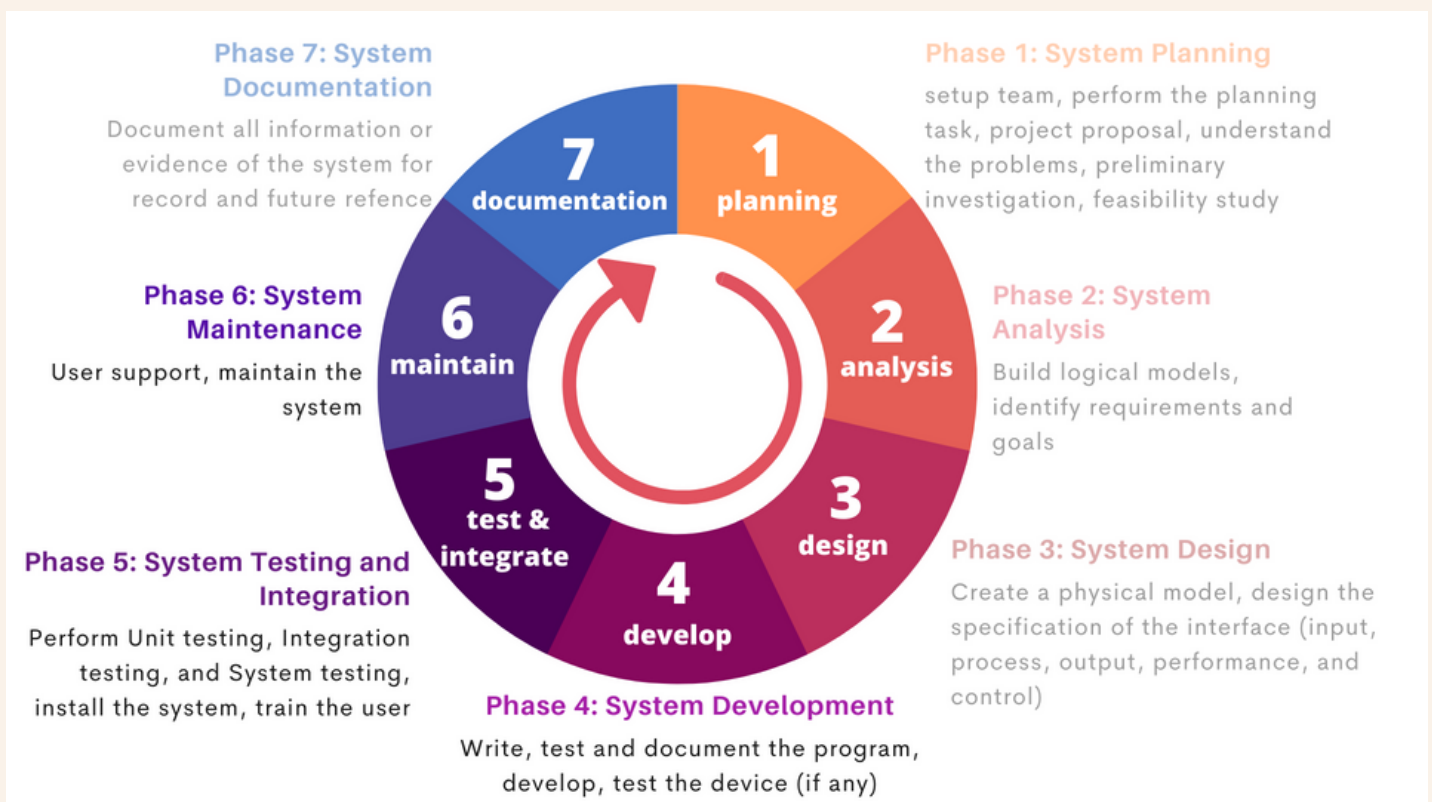 Phase 1: System Planning
setup team, perform the planning
task, project proposal, understand
the problems, preliminary
investigation, feasibility study
Phase 2: System
Analysis
Build logical models,
identify requirements and
goals
Phase 3: System Design
Create a physical model, design the
specification of the interface (input,
process, output, performance, and
control)
Phase 4: System Development
Write, test and document the program,
develop, test the device (if any)
Phase 5: System Testing and
Integration
Perform Unit testing, Integration
testing, and System testing,
install the system, train the user
Phase 6: System
Maintenance
User support, maintain the
system
Phase 7: System
Documentation
Document all information or
evidence of the system for
record and future refence
1
planning
2
analysis
3
design
4
develop
5
test &
integrate
6
maintain
7
documentation